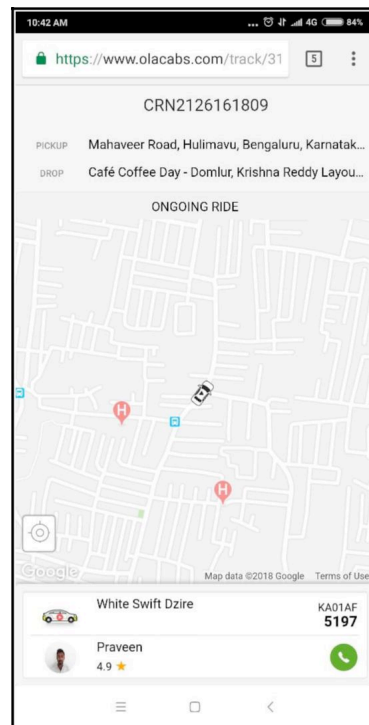 10:42 AM ... 4G 84%
https://www.olacabs.com/track/31 5
CRN2126161809
PICKUP Mahaveer Road, Hulimavu, Bengaluru, Karnatak...
DROP Café Coffee Day - Domlur, Krishna Reddy Layou...
ONGOING RIDE
H
H
Google Map data ©2018 Google Terms of Use
White Swift Dzire KA01AF
5197
Praveen
4.9 ★